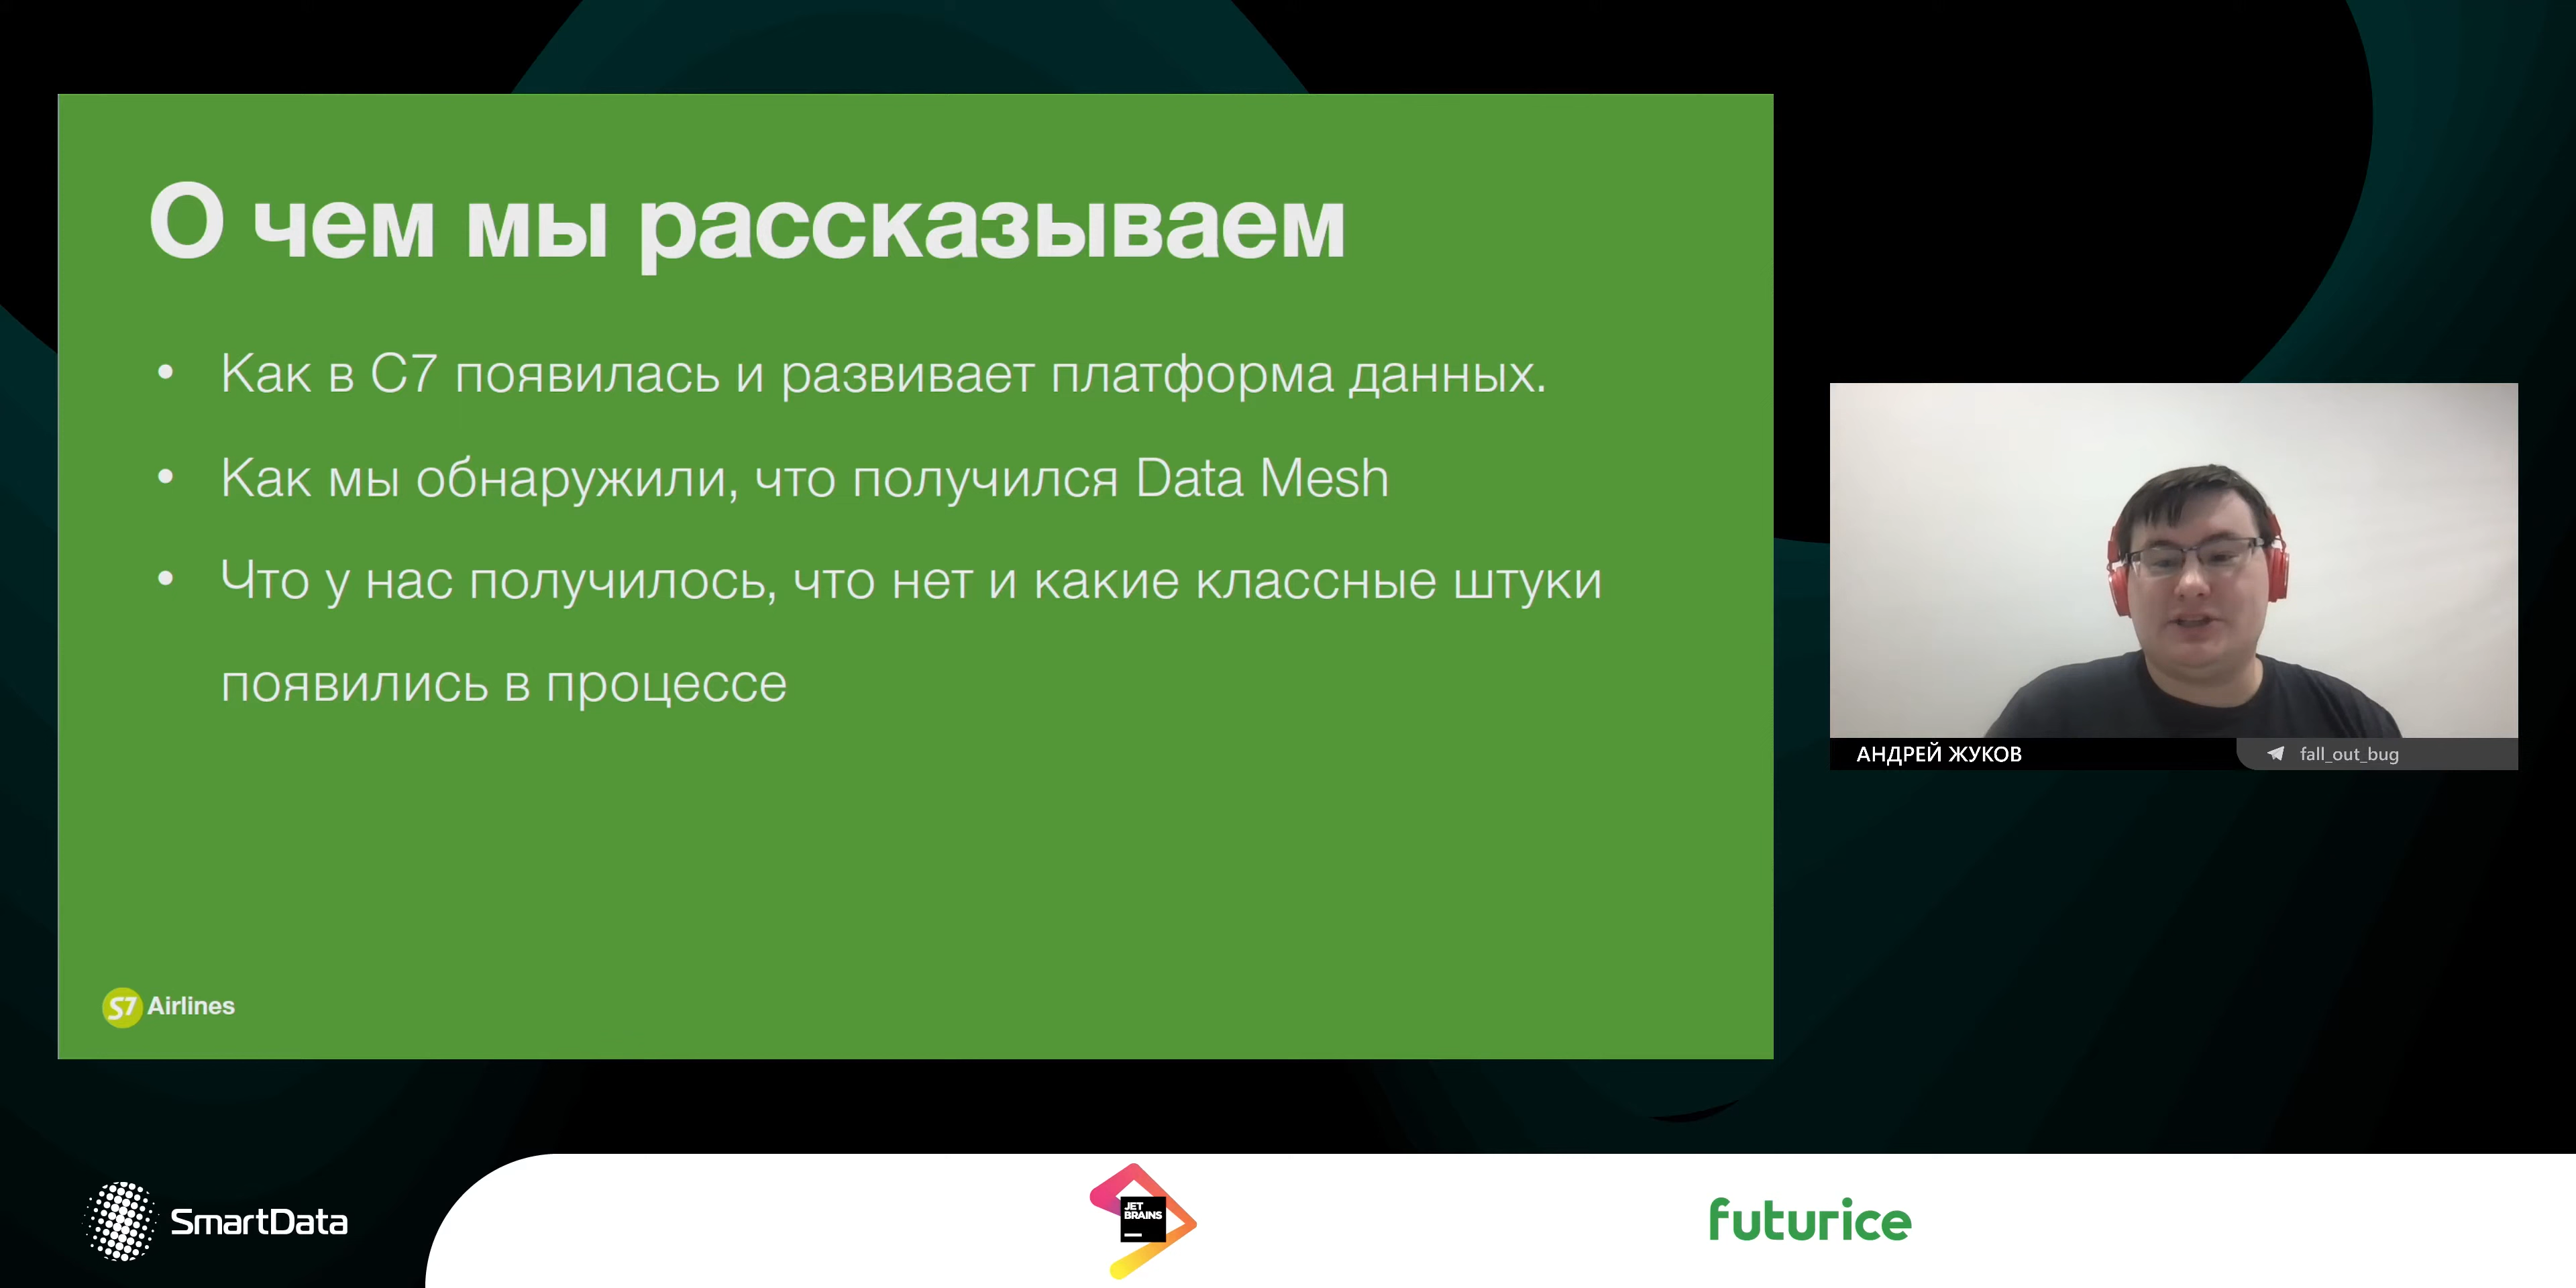 О чем мы рассказываем
• Как в С7 появилась и развивает платформа данных.
• Как мы обнаружили, что получился Data Mesh
• Что у нас получилось, что нет и какие классные штуки
появились в процессе
S7 Airlines
АНДРЕЙ ЖУКОВ
fall_out_bug
SmartData
JET
BRAINS
futurice